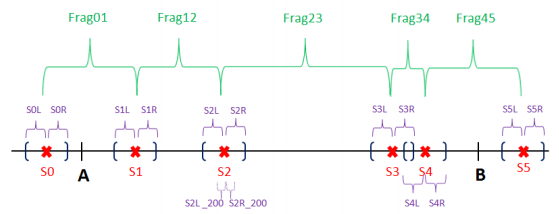 Frag01 Frag12 Frag23 Frag34 Frag45
S0L S0R S1L S1R S2L S2R S3L S3R S5L S5R
S0 A S1 S2 S3 S4 B S5
S4L S4R
S2L_200 S2R_200